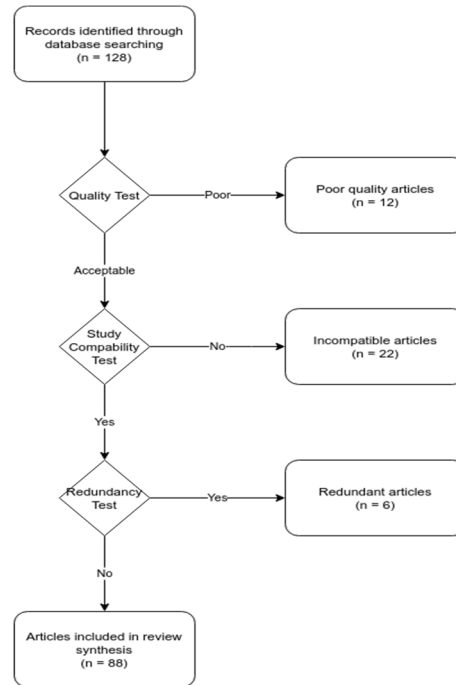 Records identified through
database searching
(n = 128)
Quality Test
Poor
Poor quality articles
(n = 12)
Acceptable
Study
Compability
Test
No
Incompatible articles
(n = 22)
Yes
Redundancy
Test
Yes
Redundant articles
(n = 6)
No
Articles included in review
synthesis
(n = 88)